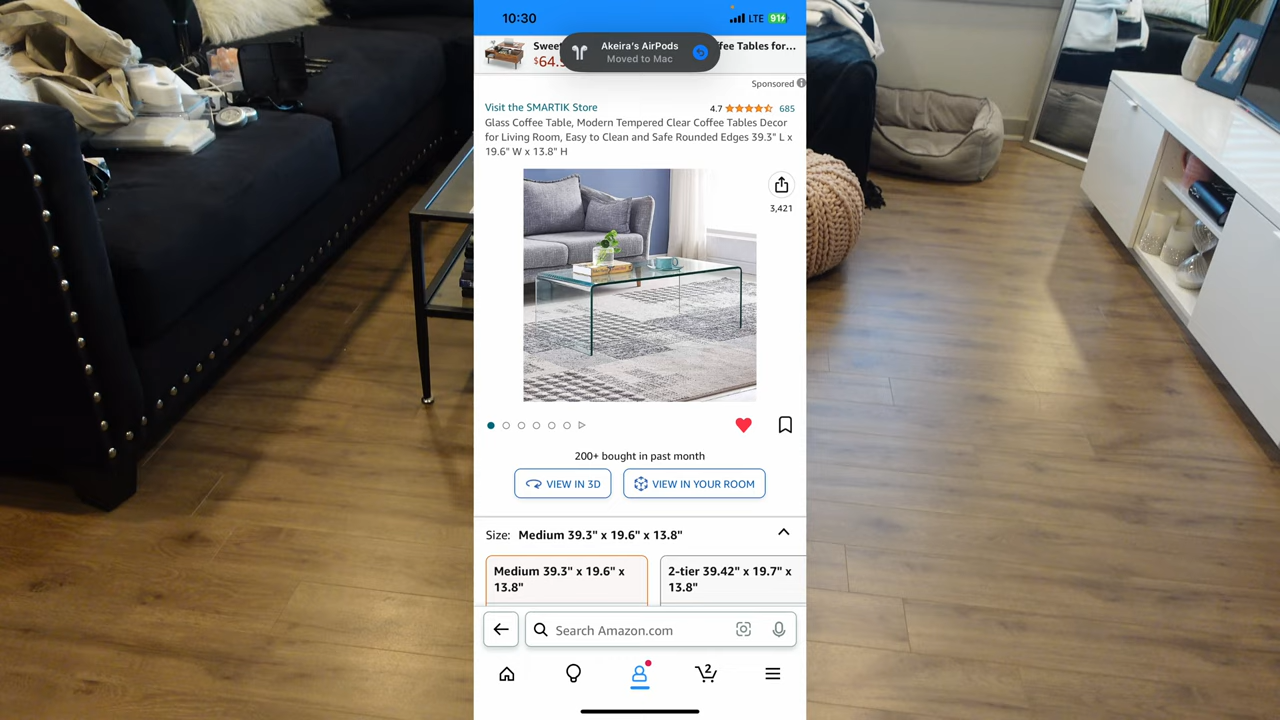 10:30
LTE 91
Akeira's AirPods
Moved to Mac
fee Tables for...
$64.
Sponsored
Visit the SMARTIK Store
4.7 685
Glass Coffee Table, Modern Tempered Clear Coffee Tables Decor
for Living Room, Easy to Clean and Safe Rounded Edges 39.3" L x
19.6" W x 13.8" H
3,421
200+ bought in past month
VIEW IN 3D
VIEW IN YOUR ROOM
Size: Medium 39.3" x 19.6" x 13.8"
Medium 39.3" x 19.6" x
13.8"
2-tier 39.42" x 19.7" x
13.8"
Search Amazon.com
2